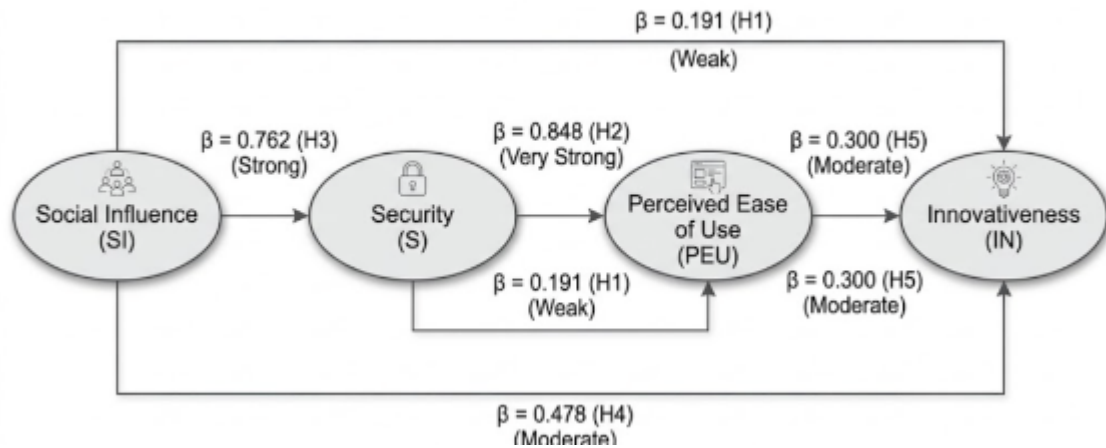 β = 0.191 (H1)
(Weak)
β = 0.762 (H3)
(Strong)
β = 0.848 (H2)
(Very Strong)
β = 0.300 (H5)
(Moderate)
Social Influence
(SI)
Security
(S)
Perceived Ease
of Use
(PEU)
Innovativeness
(IN)
β = 0.191 (H1)
(Weak)
β = 0.300 (H5)
(Moderate)
β = 0.478 (H4)
(Moderate)